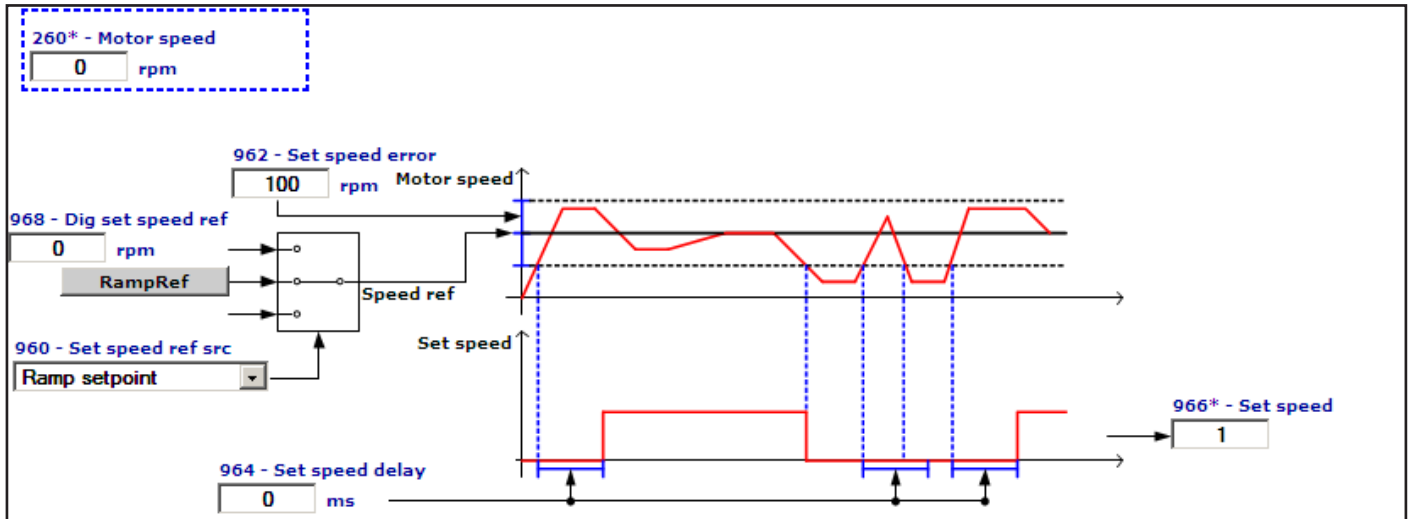 260* - Motor speed
0 rpm
962 - Set speed error
100 rpm
Motor speed
968 - Dig set speed ref
0 rpm
RampRef
Speed ref
960 - Set speed ref src
Ramp setpoint
Set speed
966* - Set speed
1
964 - Set speed delay
0 ms